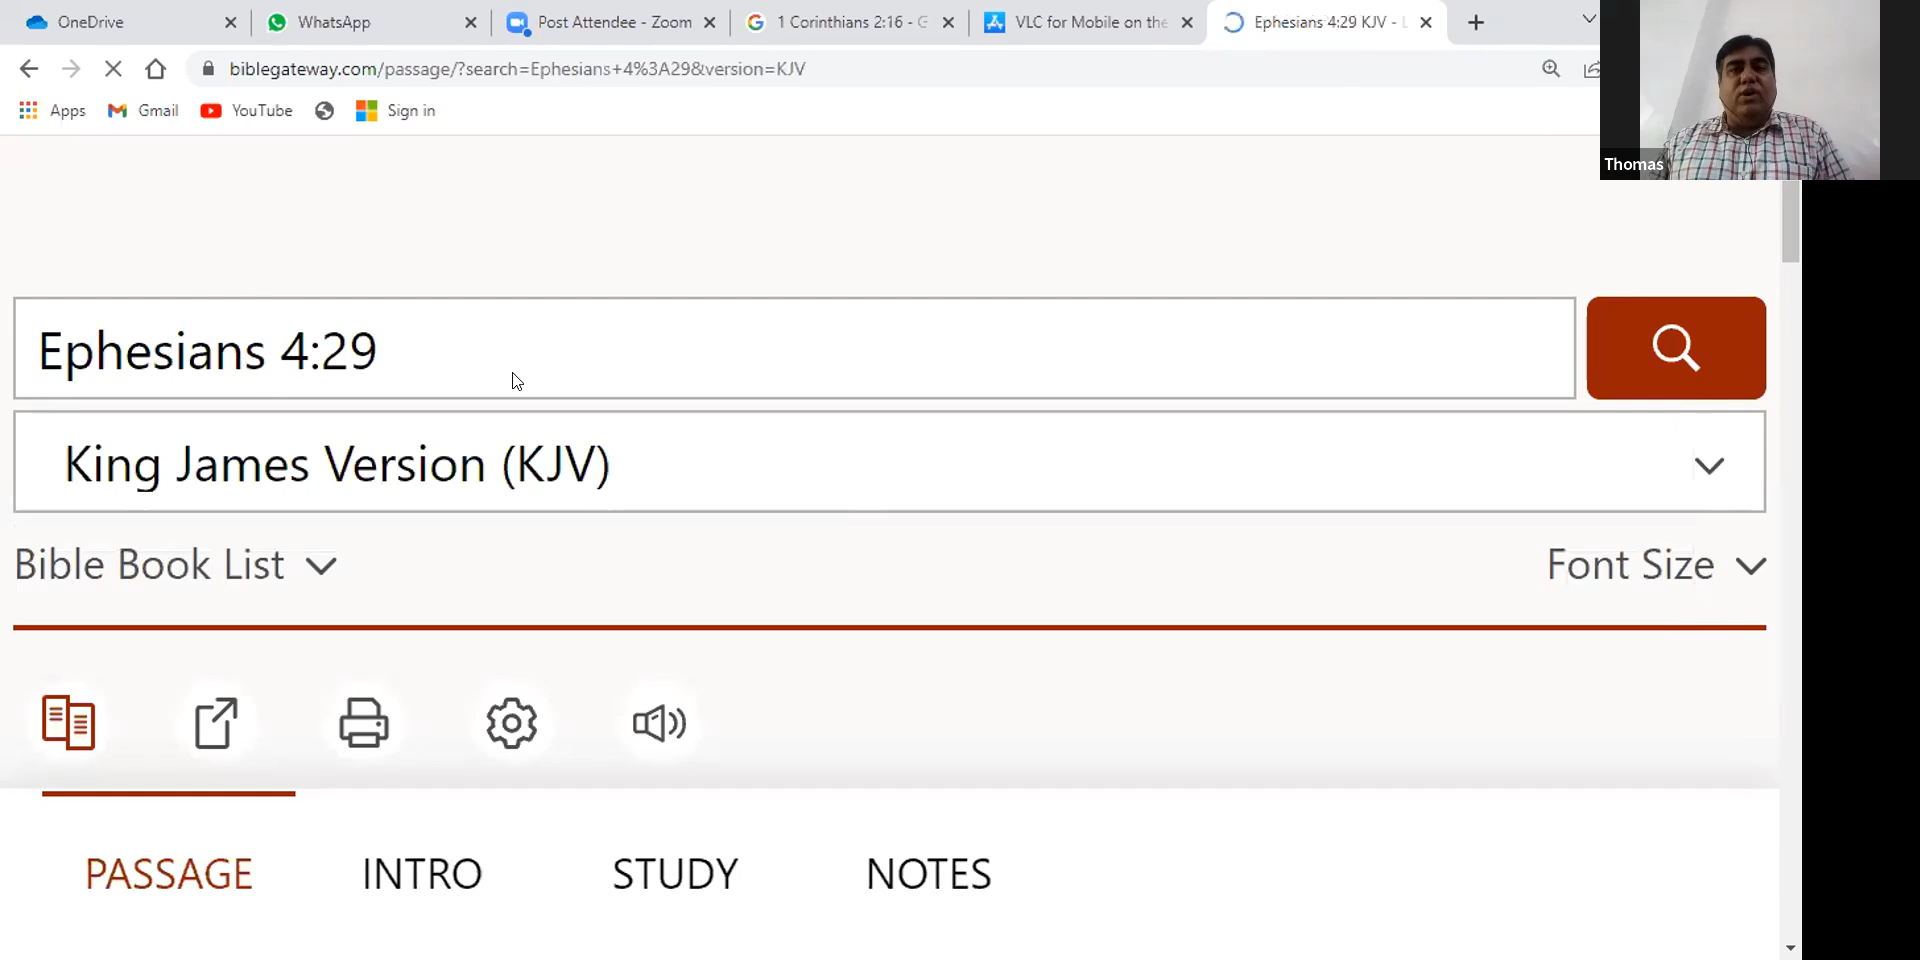 OneDrive
WhatsApp
Post Attendee - Zoom
1 Corinthians 2:16 - G
VLC for Mobile on the
Ephesians 4:29 KJV -
biblegateway.com/passage/?search=Ephesians+4%3A29&version=KJV
Apps
Gmail
YouTube
Sign in
Thomas
Ephesians 4:29
King James Version (KJV)
Bible Book List
Font Size
PASSAGE
INTRO
STUDY
NOTES